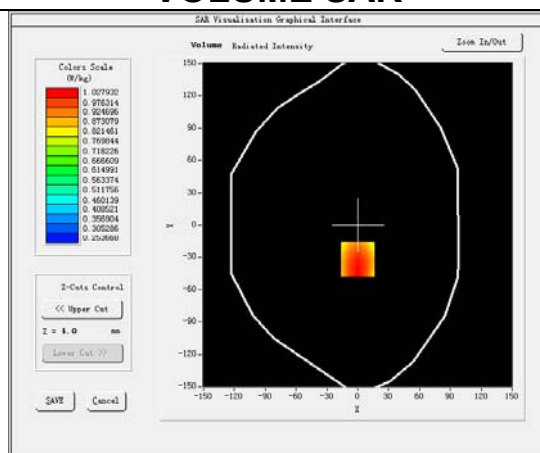 VOLUME SAR
SAR Visualisation Graphical Interface
Volume Radiated Intensity
Zoom In/Out
Colors Scale
(W/kg)
1.027932
0.976314
0.924696
0.873079
0.821461
0.769844
0.718226
0.666609
0.614991
0.563374
0.511756
0.460139
0.408521
0.356904
0.305286
0.253668
Z-Cuts Control
<< Upper Cut
Z = 4.0 mm
Lower Cut >>
SAVE Cancel
150
120
90
60
30
Y 0
-30
-60
-90
-120
-150
-150 -120 -90 -60 -30 0 30 60 90 120 150
X